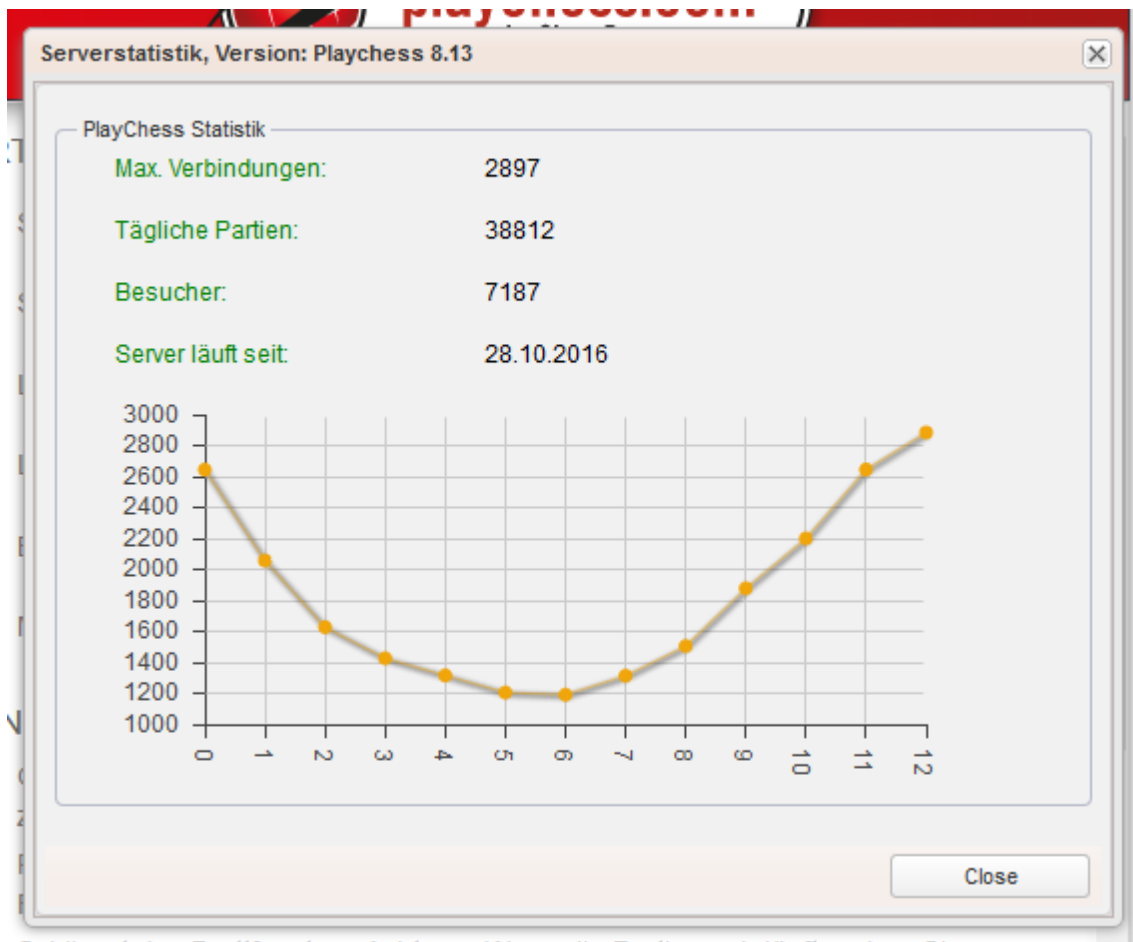 playchess.com
Serverstatistik, Version: Playchess 8.13
PlayChess Statistik
Max. Verbindungen: 2897
Tägliche Partien: 38812
Besucher: 7187
Server läuft seit: 28.10.2016
3000
2800
2600
2400
2200
2000
1800
1600
1400
1200
1000
0 1 2 3 4 5 6 7 8 9 10 11 12
Close